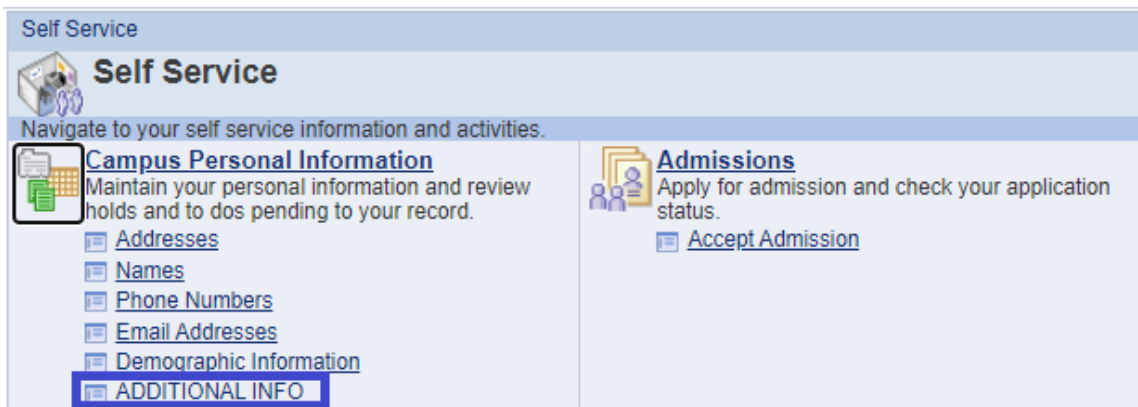 Self Service
Self Service
Navigate to your self service information and activities.
Campus Personal Information
Maintain your personal information and review
holds and to dos pending to your record.
Addresses
Names
Phone Numbers
Email Addresses
Demographic Information
ADDITIONAL INFO
Admissions
Apply for admission and check your application
status.
Accept Admission